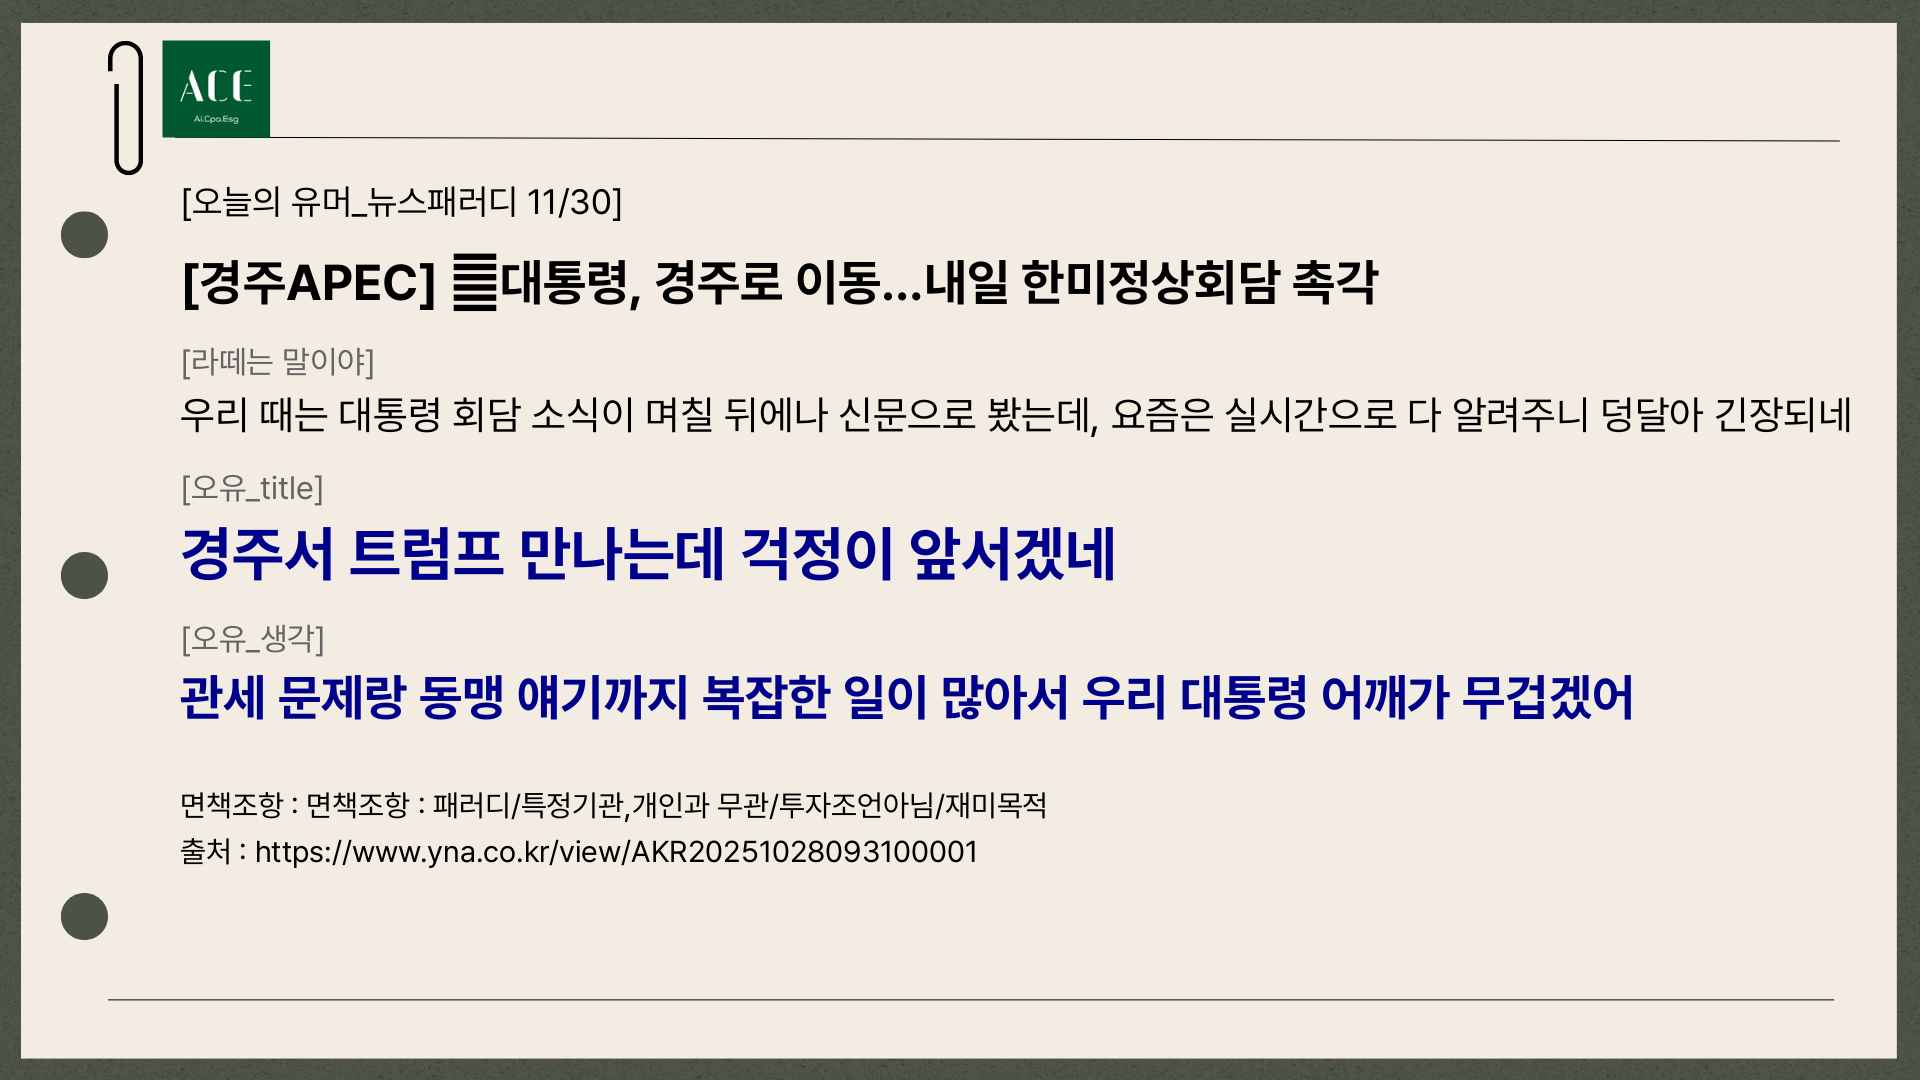 ACE
Ai.Cpa.Esg
[오늘의 유머_뉴스패러디 11/30]
[경주APEC] 대통령, 경주로 이동...내일 한미정상회담 촉각
[라떼는 말이야]
우리 때는 대통령 회담 소식이 며칠 뒤에나 신문으로 봤는데, 요즘은 실시간으로 다 알려주니 덩달아 긴장되네
[오유_title]
경주서 트럼프 만나는데 걱정이 앞서겠네
[오유_생각]
관세 문제랑 동맹 얘기까지 복잡한 일이 많아서 우리 대통령 어깨가 무겁겠어
면책조항 : 면책조항 : 패러디/특정기관,개인과 무관/투자조언아님/재미목적
출처 : https://www.yna.co.kr/view/AKR20251028093100001